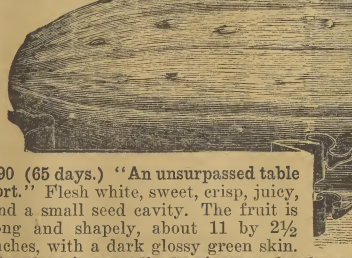 90 (65 days.) “An unsurpassed table
ort.” Flesh white, sweet, crisp, juicy,
nd a small seed cavity. The fruit is
ong and shapely, about 11 by 2½
nches, with a dark glossy green skin.